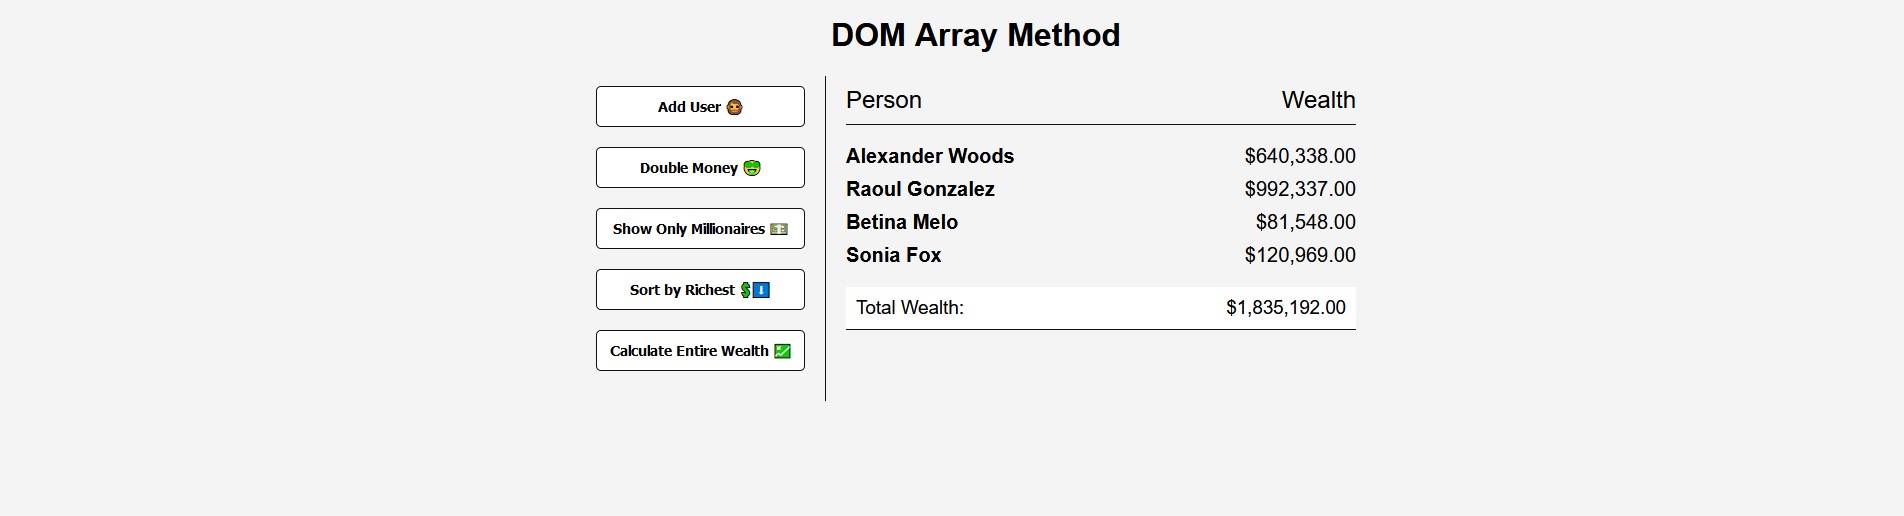 DOM Array Method
Add User 👨🏾
Double Money 🤑
Show Only Millionaires 💵
Sort by Richest 💲⬇
Calculate Entire Wealth 💹
Person Wealth
Alexander Woods $640,338.00
Raoul Gonzalez $992,337.00
Betina Melo $81,548.00
Sonia Fox $120,969.00
Total Wealth: $1,835,192.00